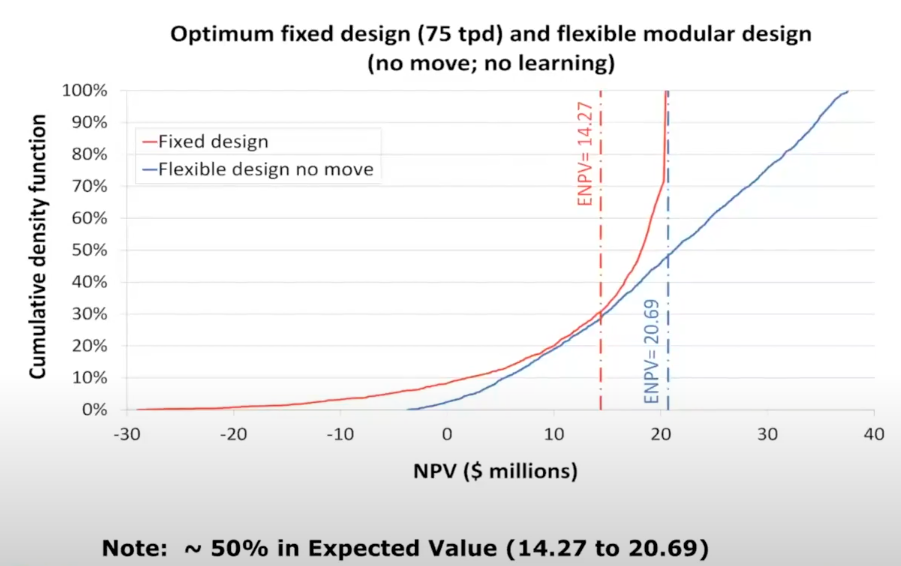 Optimum fixed design (75 tpd) and flexible modular design
(no move; no learning)
Cumulative density function
100%
90%
80%
70%
60%
50%
40%
30%
20%
10%
0%
Fixed design
Flexible design no move
ENPV= 14.27
ENPV= 20.69
-30 -20 -10 0 10 20 30 40
NPV ($ millions)
Note: ~ 50% in Expected Value (14.27 to 20.69)